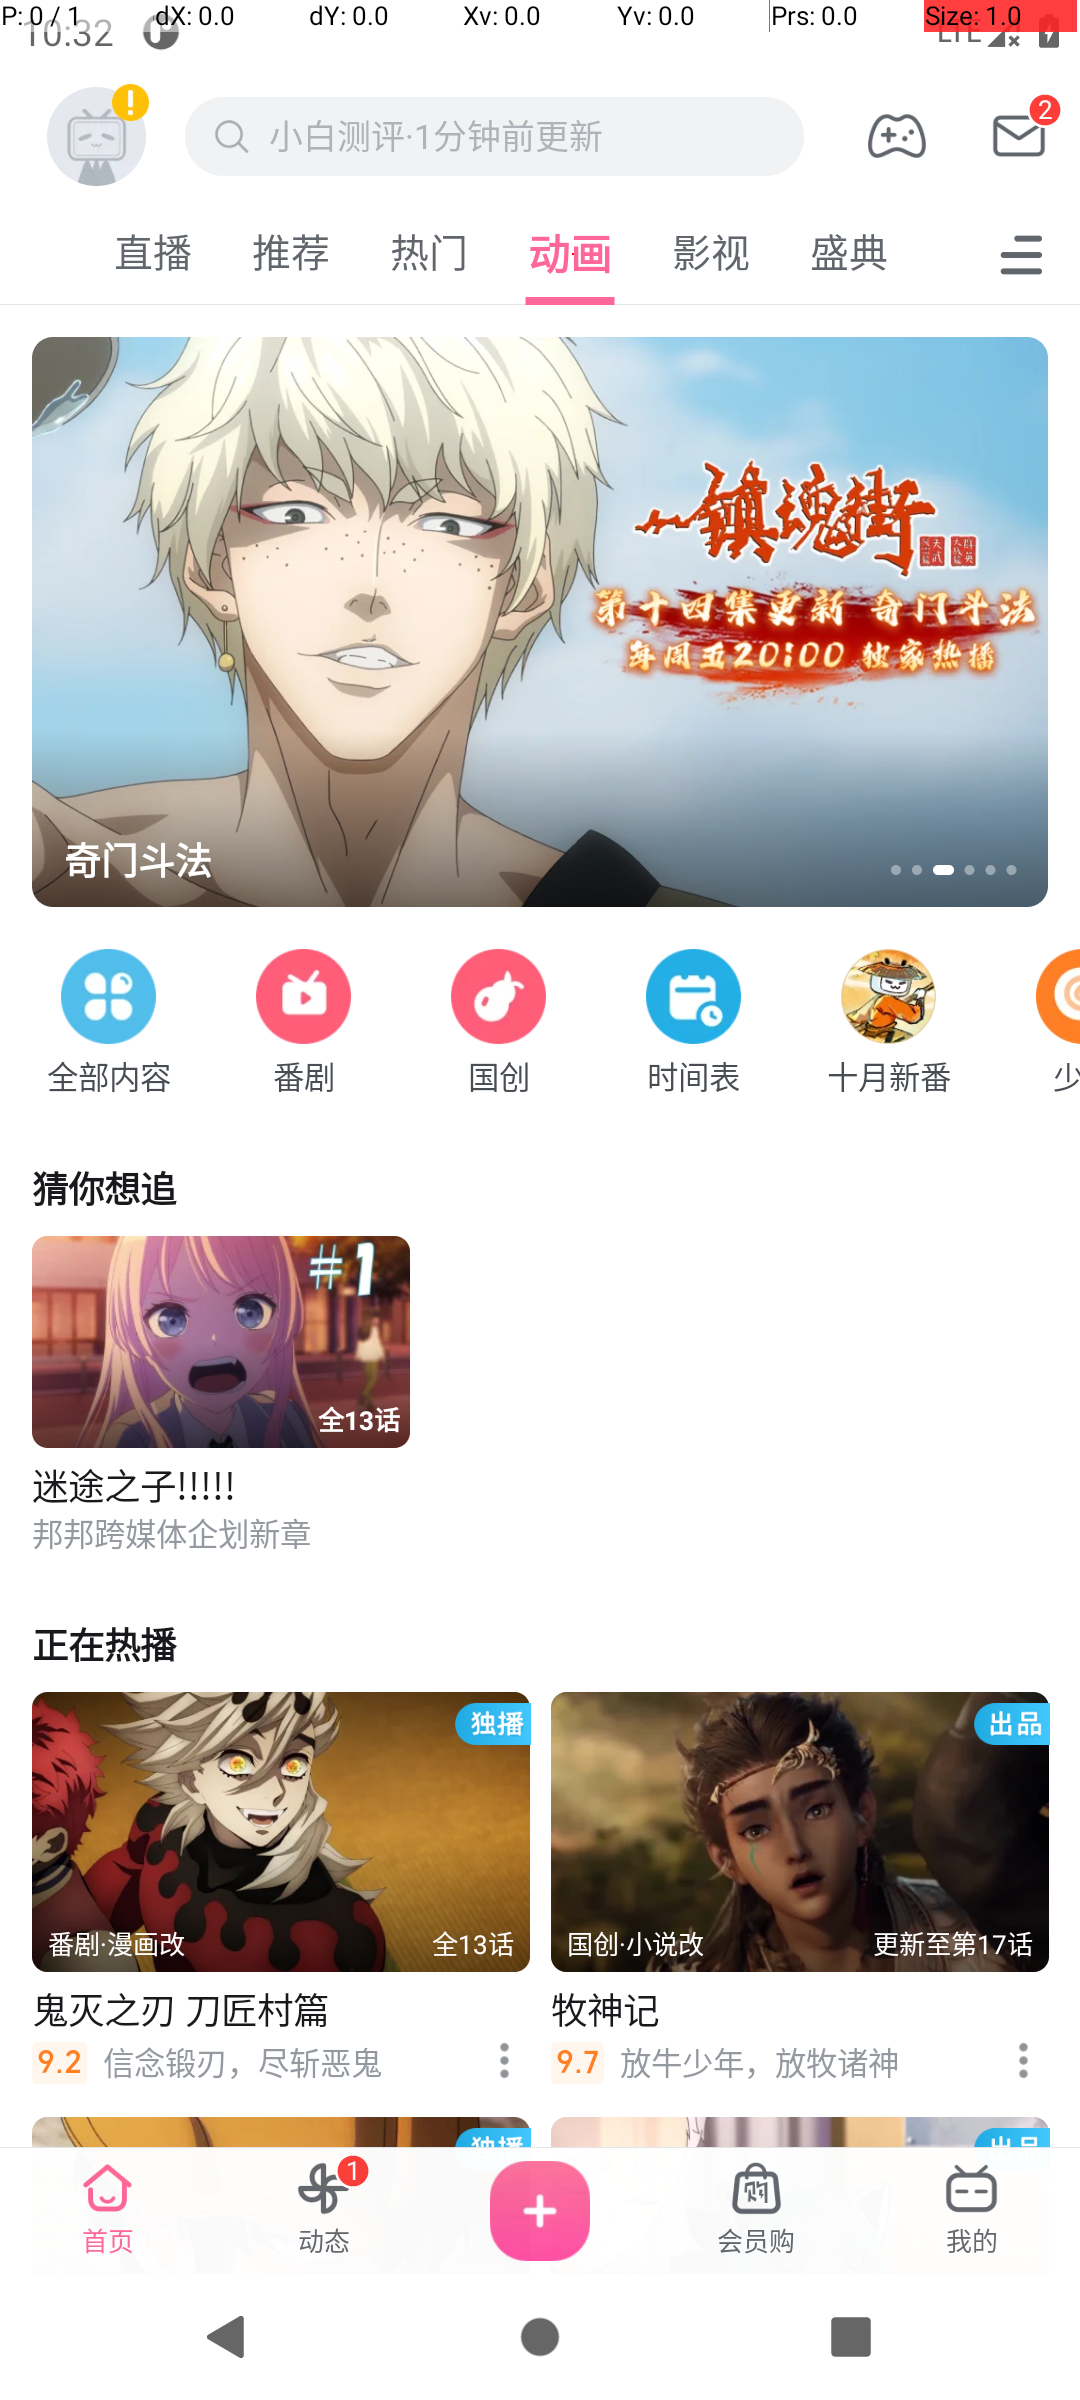 P: 0 / 1 dX: 0.0 dY: 0.0 Xv: 0.0 Yv: 0.0 Prs: 0.0 Size: 1.0
10:32 LTE
小白测评·1分钟前更新 2
直播 推荐 热门 动画 影视 盛典
镇魂街
第十四集更新 奇门斗法
每周五20:00 独家热播
奇门斗法
全部内容 番剧 国创 时间表 十月新番 少
猜你想追
#1
全13话
迷途之子!!!!!
邦邦跨媒体企划新章
正在热播
独播 出品
番剧·漫画改 全13话 国创·小说改 更新至第17话
鬼灭之刃 刀匠村篇 牧神记
9.2 信念锻刃，尽斩恶鬼 9.7 放牛少年，放牧诸神
独播 出品
1
购
首页 动态 会员购 我的